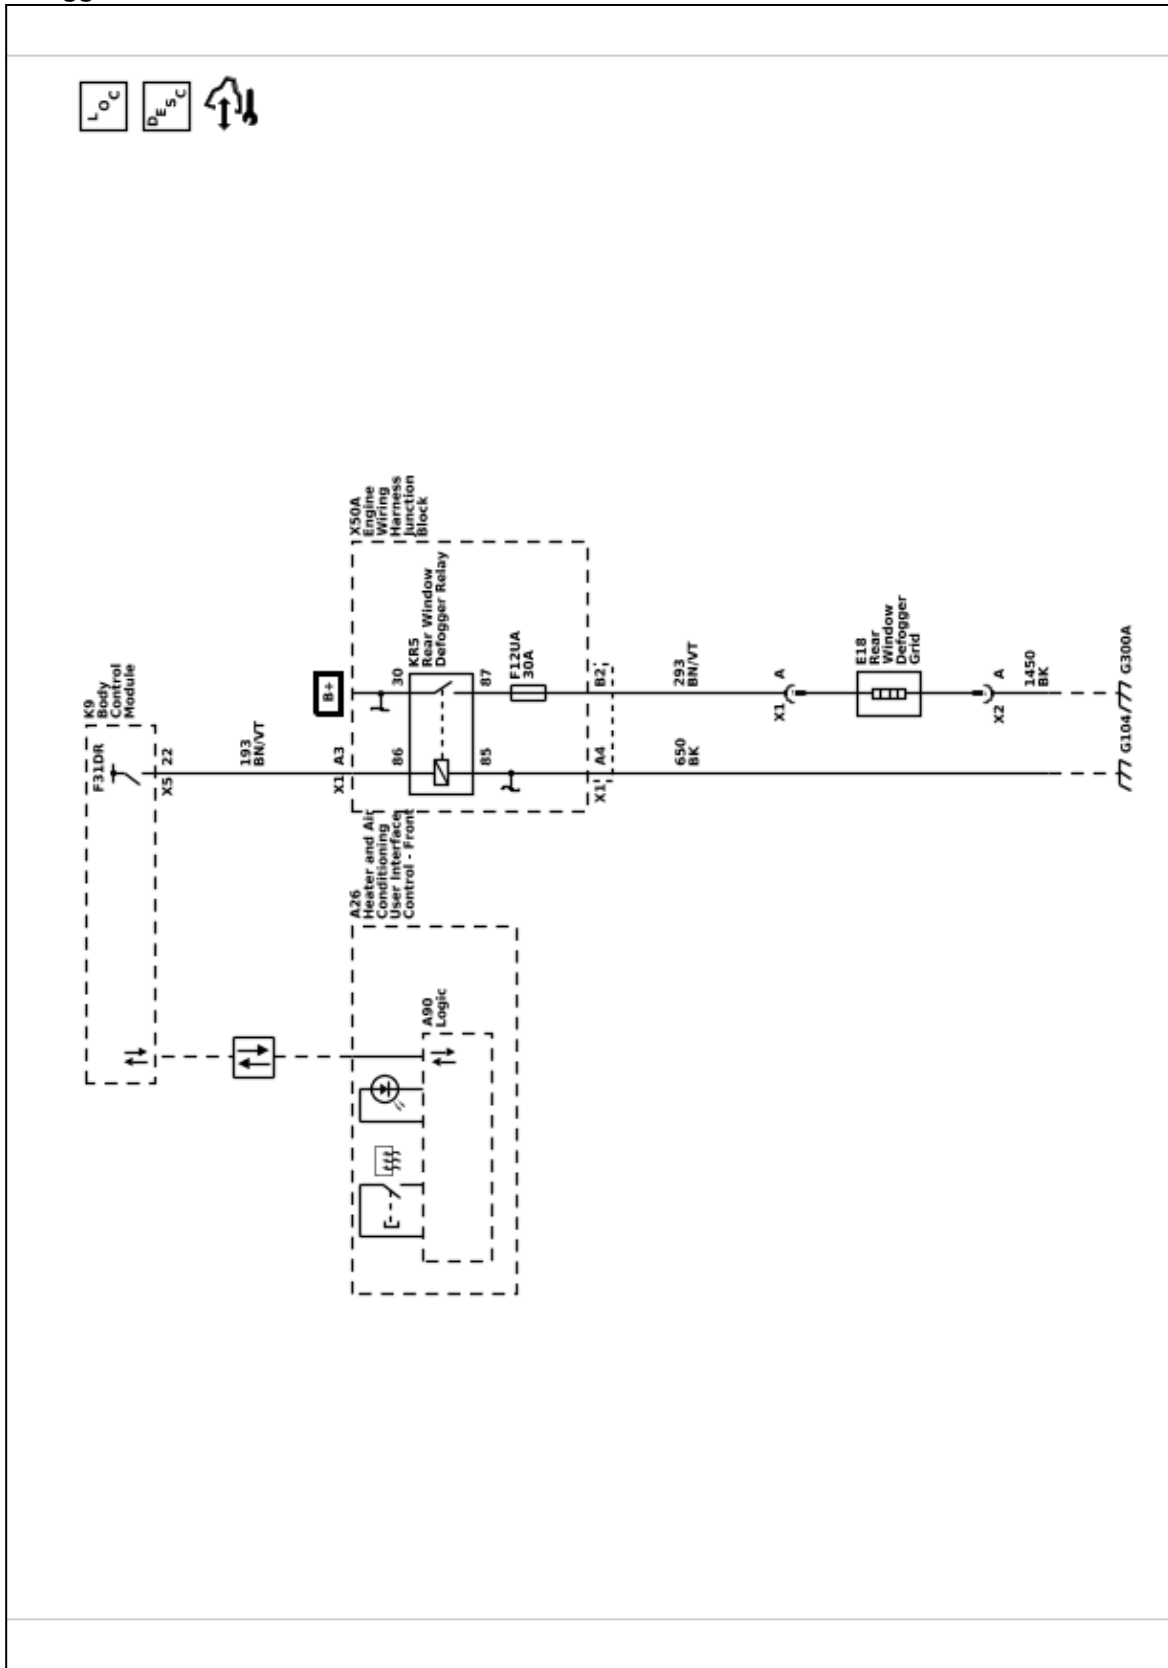 LOC
DESC
K9
Body
Control
Module
F31DR
X5 22
193
BN/VT
B+
X50A
Engine
Wiring
Harness
Junction
Block
X1 A3
86
30
KR5
Rear Window
Defogger Relay
85
87
F12UA
30A
X1 A4
B2
650
BK
293
BN/VT
X1 A
E18
Rear
Window
Defogger
Grid
X2 A
1450
BK
G104
G300A
A26
Heater and Air
Conditioning
User Interface
Control - Front
A90
Logic